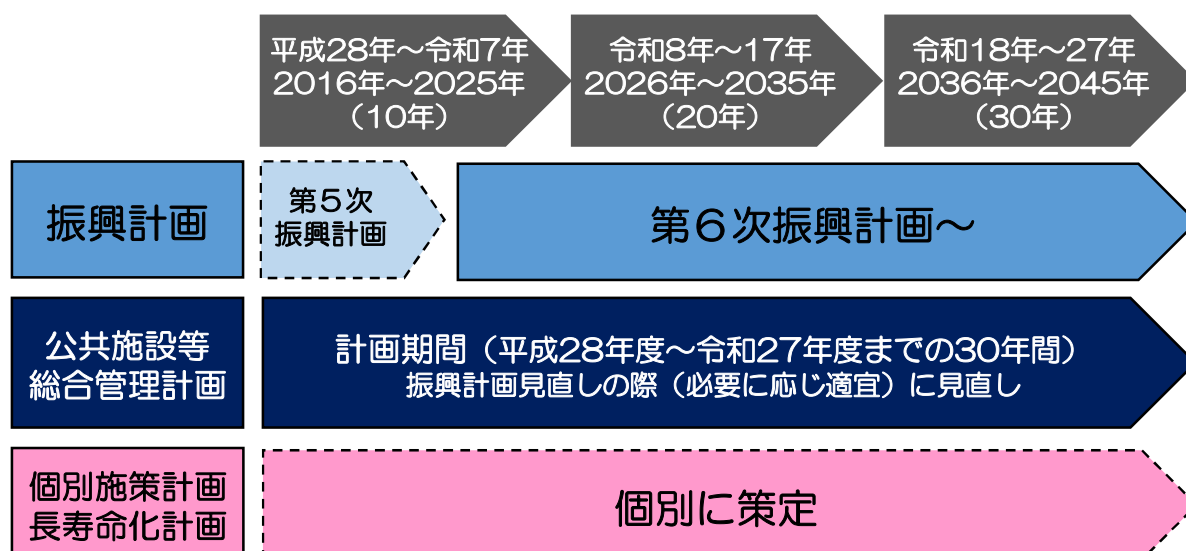 平成28年～令和7年
2016年～2025年
（10年）
令和8年～17年
2026年～2035年
（20年）
令和18年～27年
2036年～2045年
（30年）
振興計画
第５次
振興計画
第６次振興計画～
公共施設等
総合管理計画
計画期間（平成28年度～令和27年度までの30年間）
振興計画見直しの際（必要に応じ適宜）に見直し
個別施策計画
長寿命化計画
個別に策定